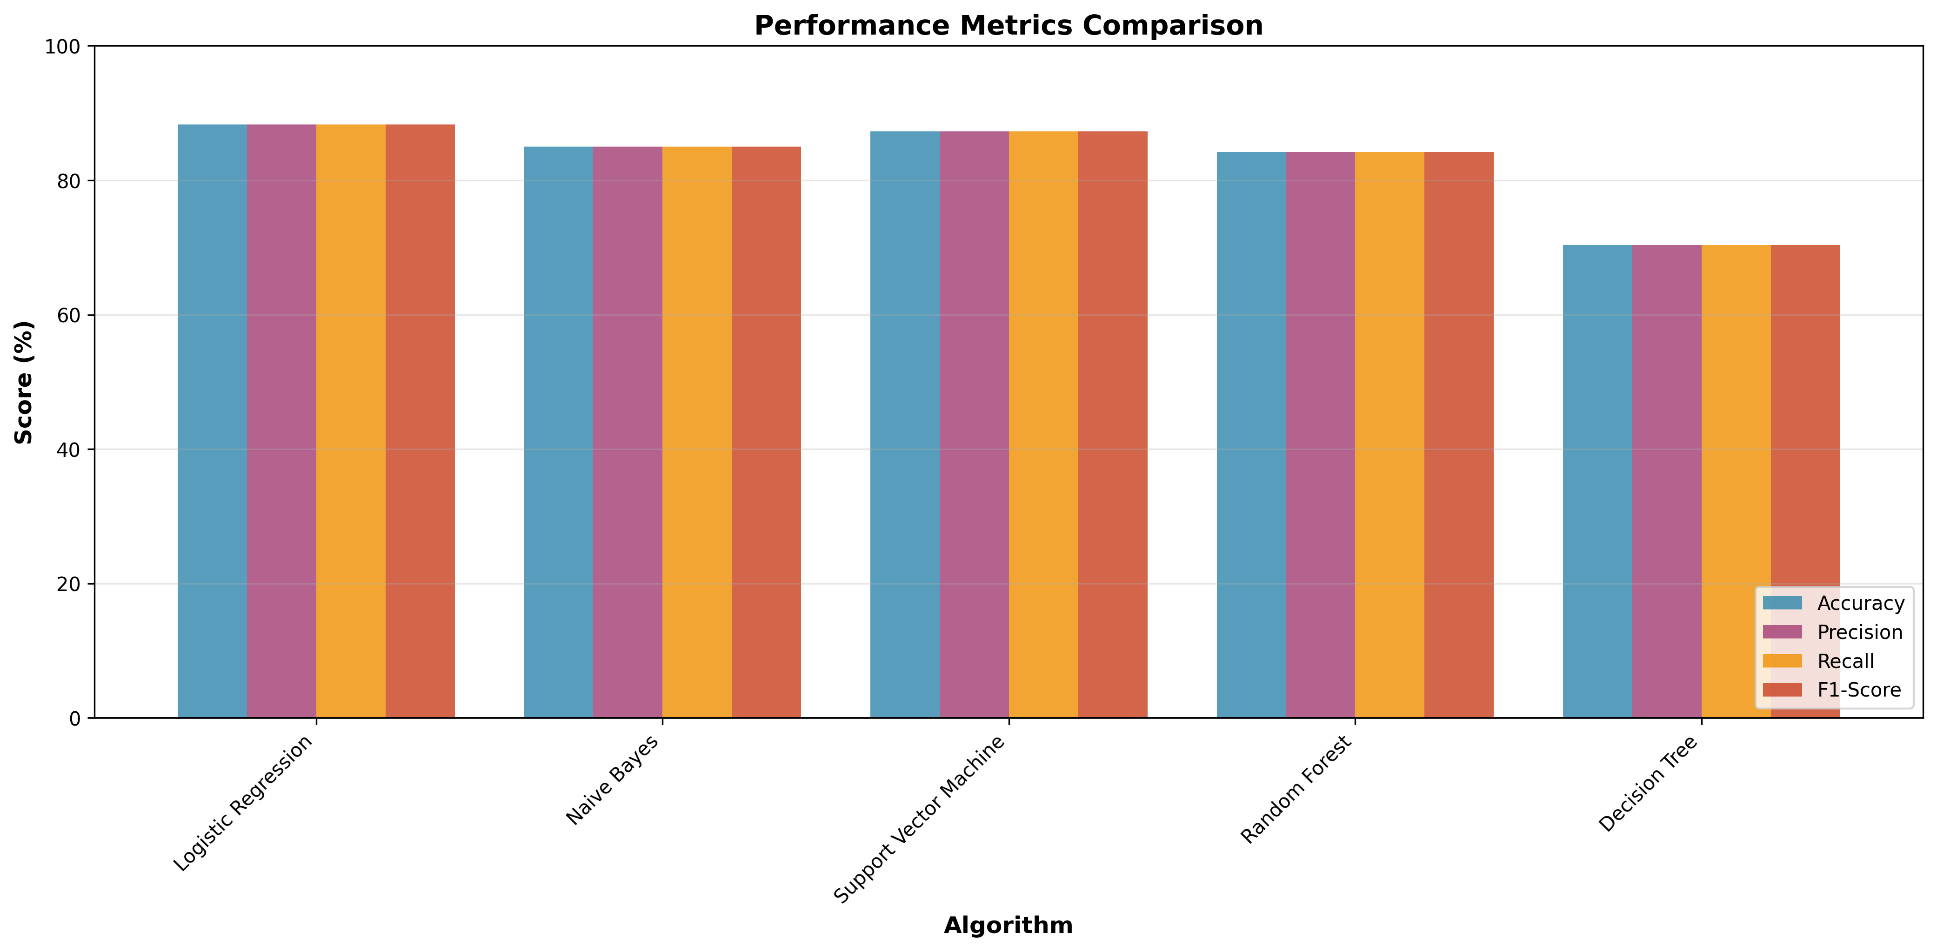 Performance Metrics Comparison
100
80
60
40
20
0
Score (%)
Accuracy
Precision
Recall
F1-Score
Logistic Regression
Naive Bayes
Support Vector Machine
Random Forest
Decision Tree
Algorithm